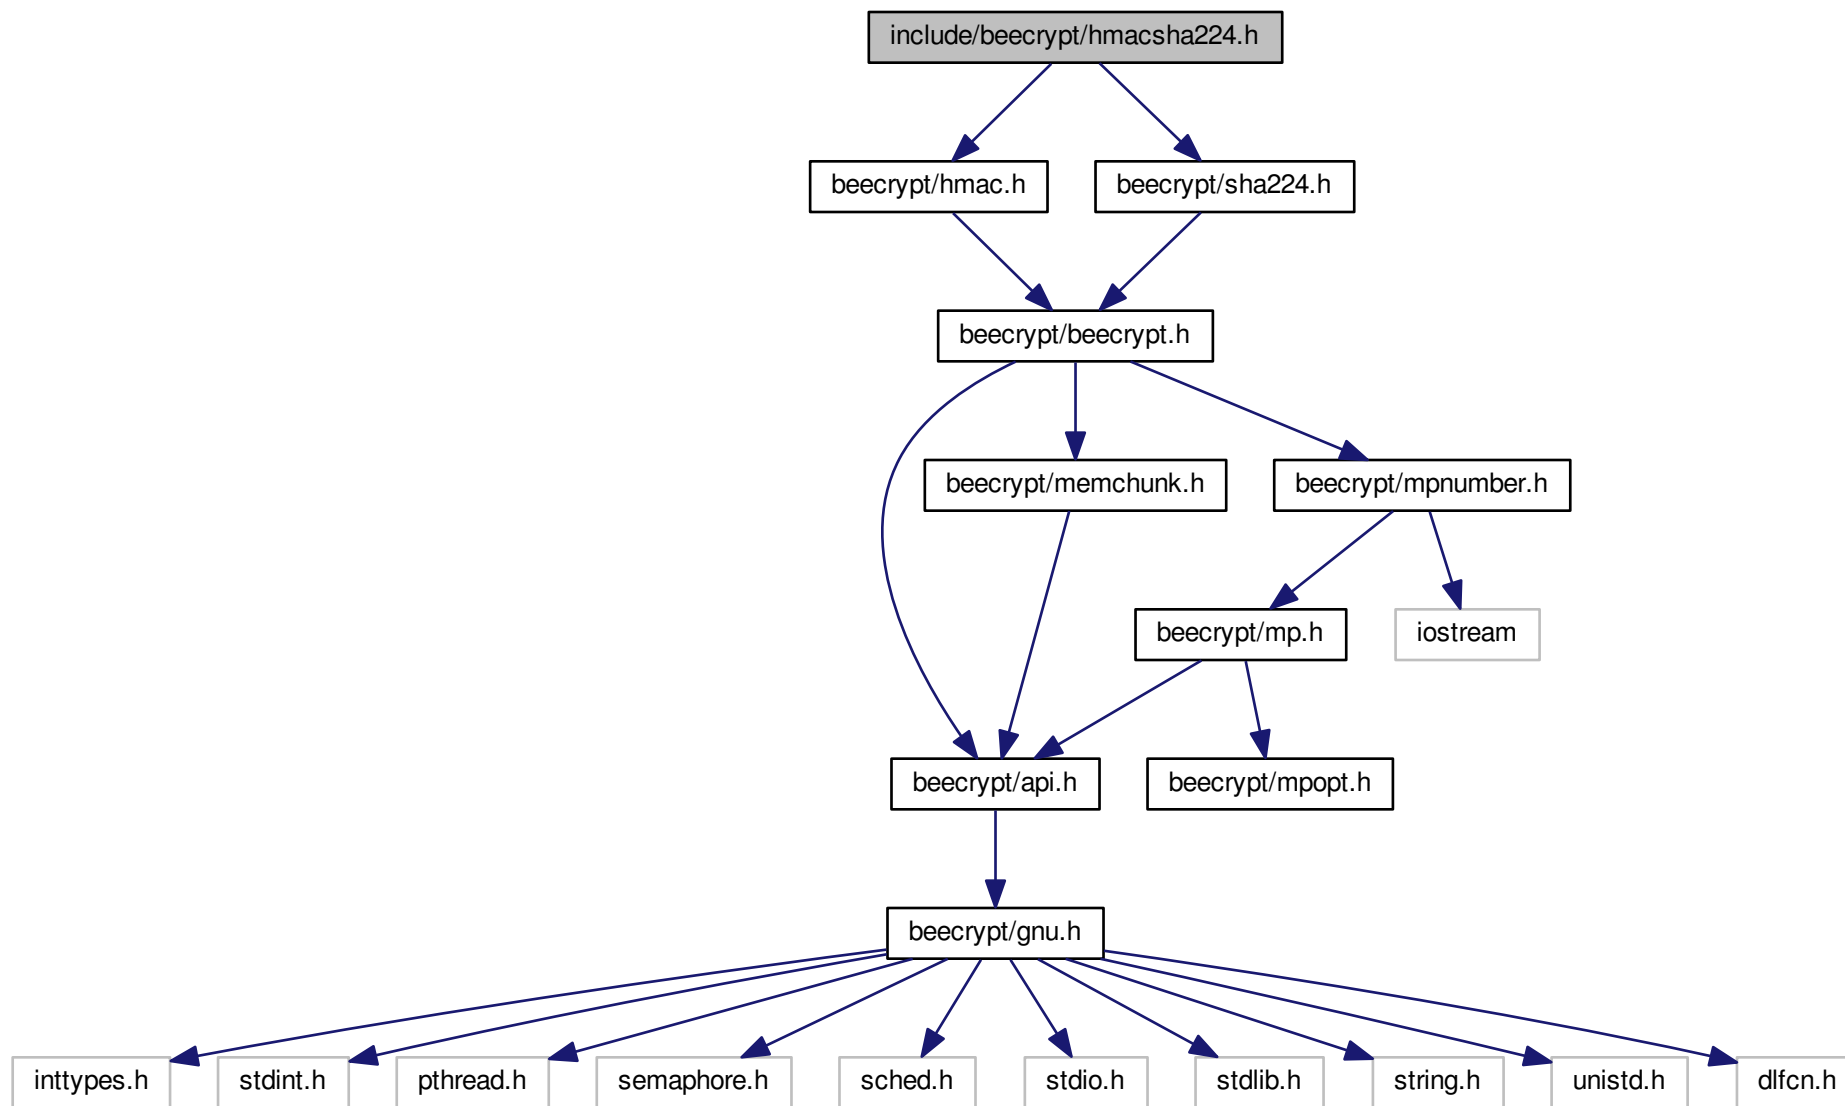 include/beecrypt/hmacsha224.h
beecrypt/hmac.h
beecrypt/sha224.h
beecrypt/beecrypt.h
beecrypt/memchunk.h
beecrypt/mpnumber.h
beecrypt/mp.h
iostream
beecrypt/api.h
beecrypt/mpopt.h
beecrypt/gnu.h
inttypes.h
stdint.h
pthread.h
semaphore.h
sched.h
stdio.h
stdlib.h
string.h
unistd.h
dlfcn.h